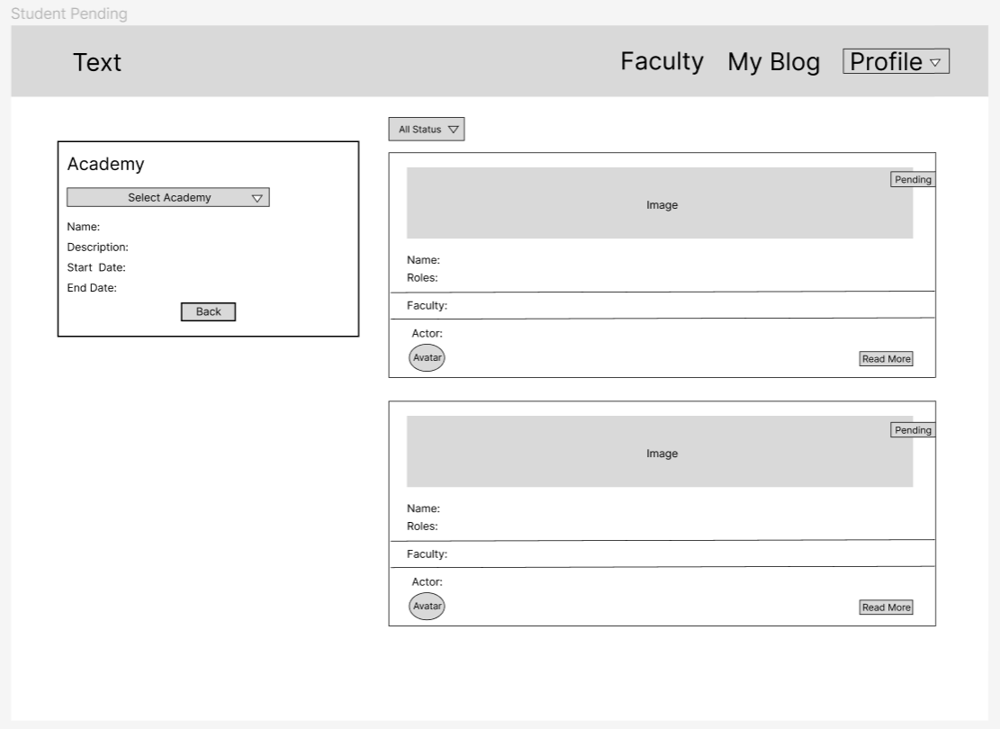 Student Pending
Text
Faculty
My Blog
Profile
Academy
Select Academy
Name:
Description:
Start Date:
End Date:
Back
All Status
Pending
Image
Name:
Roles:
Faculty:
Actor:
Avatar
Read More
Pending
Image
Name:
Roles:
Faculty:
Actor:
Avatar
Read More